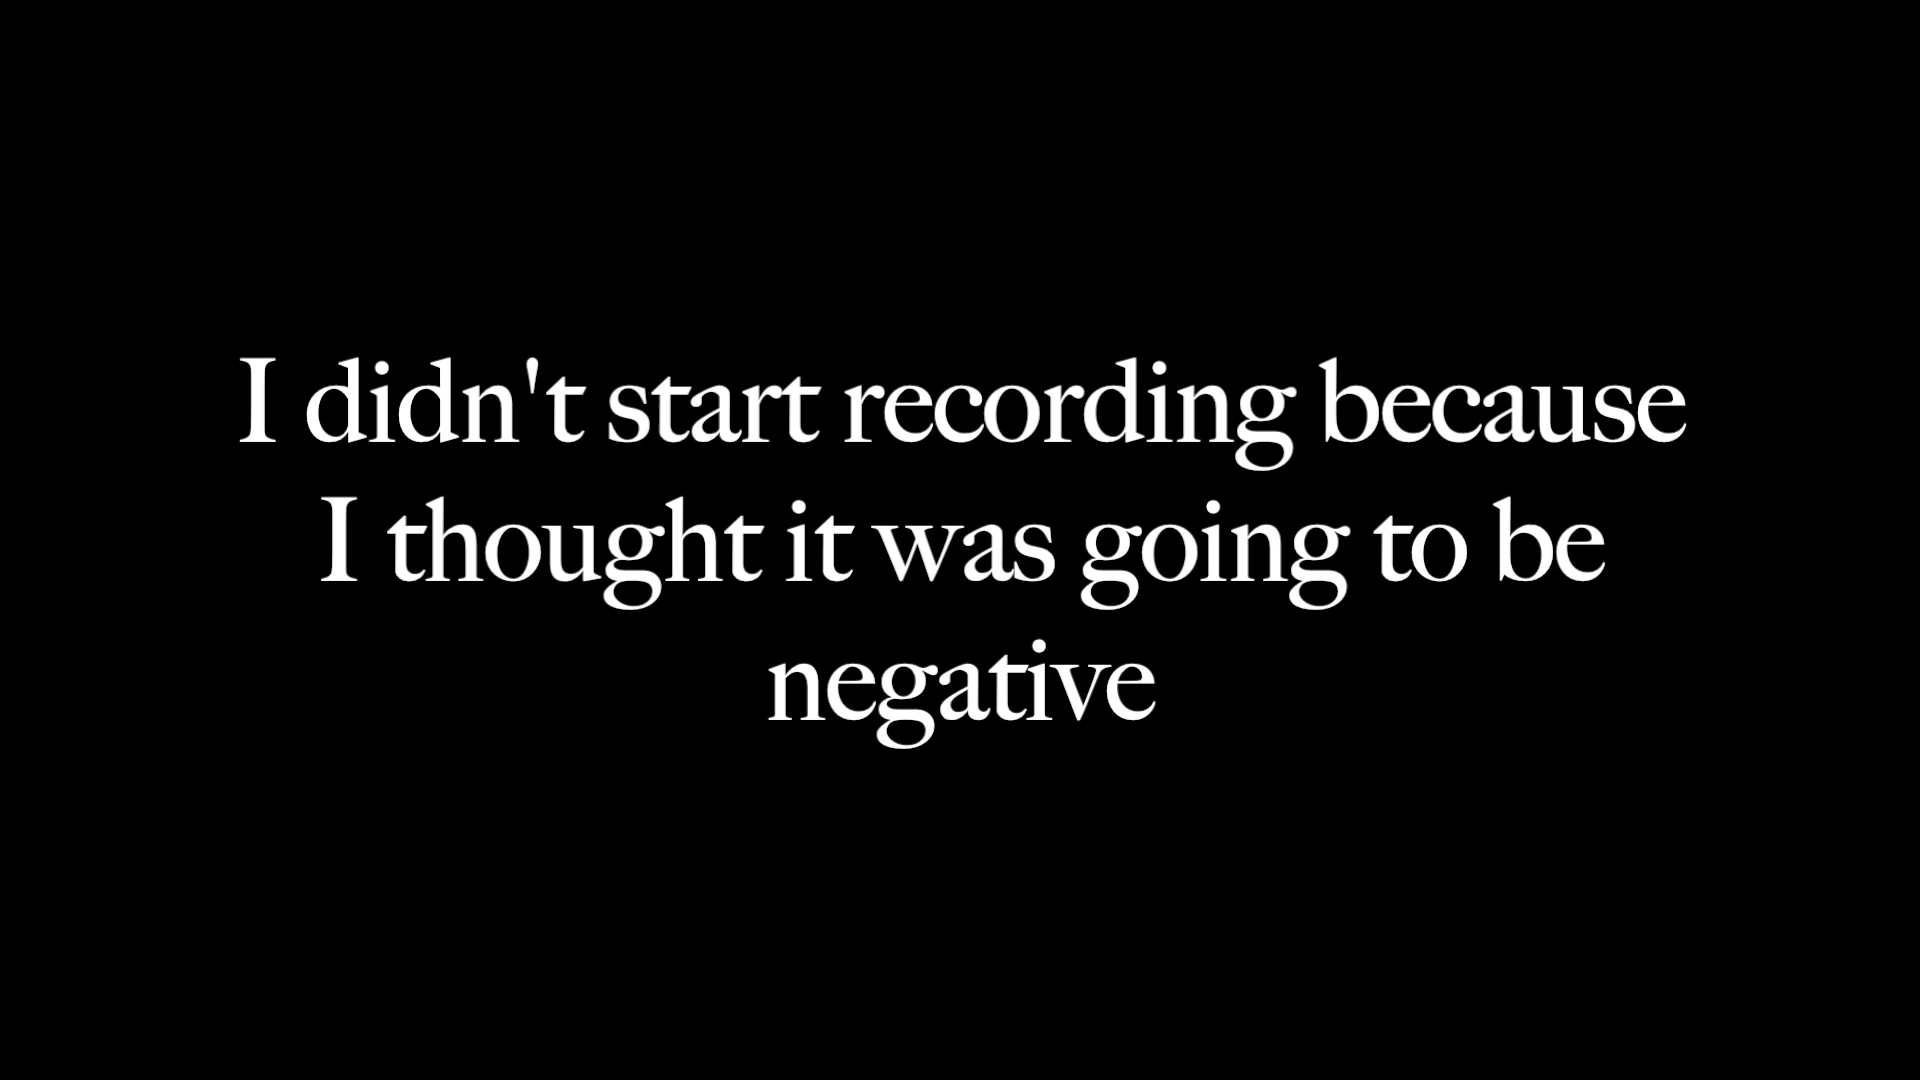 I didn't start recording because
I thought it was going to be
negative